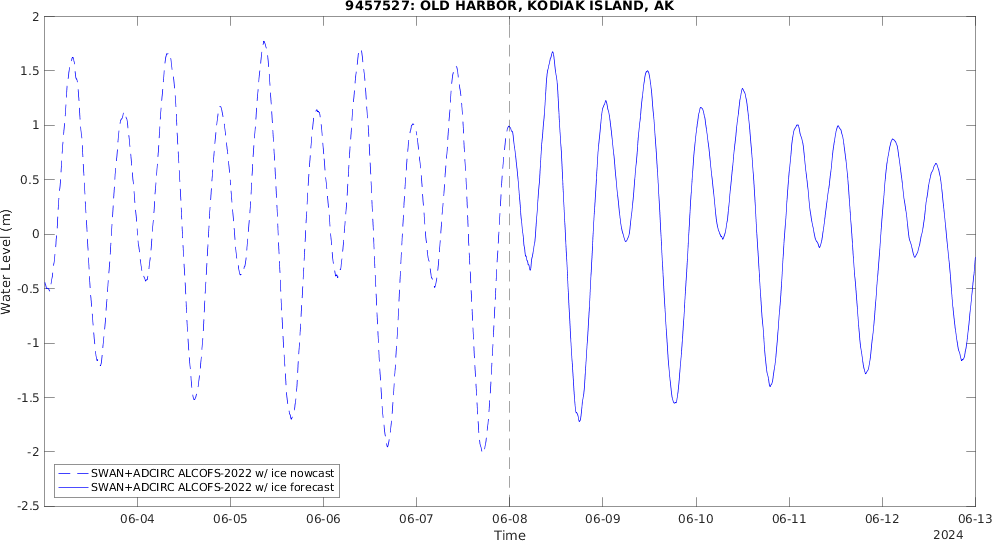 9457527: OLD HARBOR, KODIAK ISLAND, AK
Water Level (m)
2
1.5
1
0.5
0
-0.5
-1
-1.5
-2
-2.5
SWAN+ADCIRC ALCOFS-2022 w/ ice nowcast
SWAN+ADCIRC ALCOFS-2022 w/ ice forecast
06-04 06-05 06-06 06-07 06-08 06-09 06-10 06-11 06-12 06-13
Time
2024